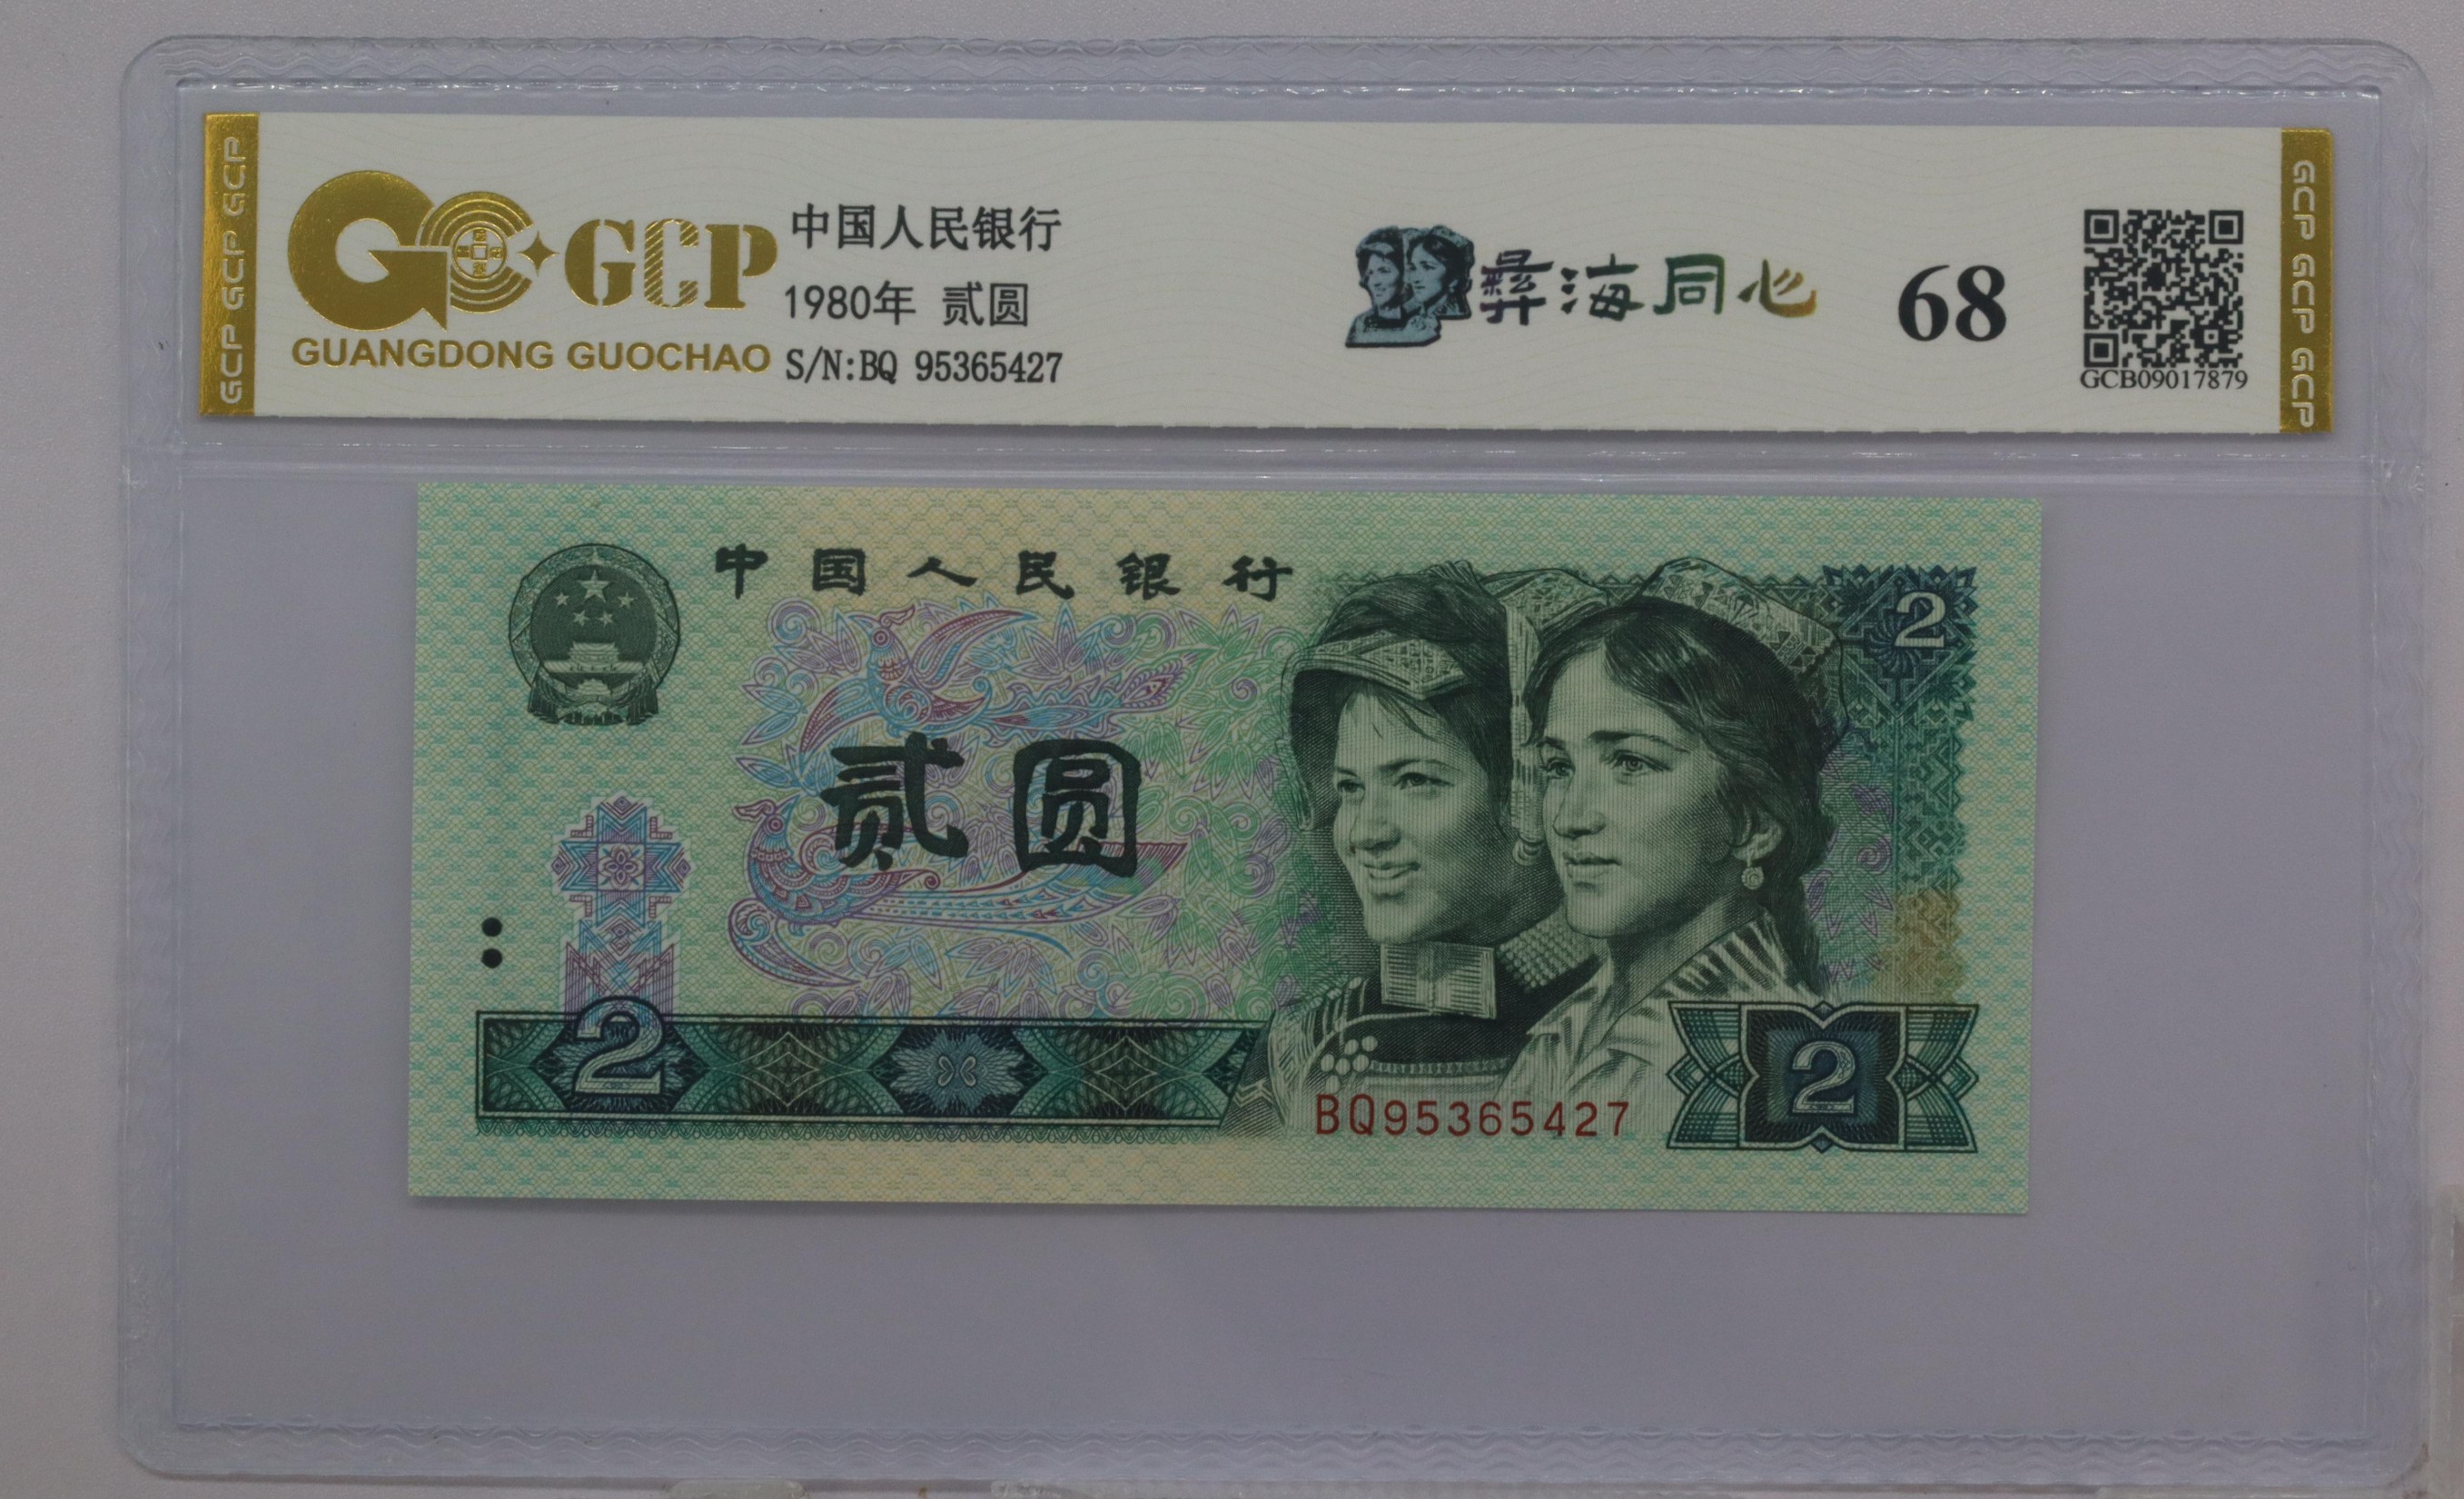 GCP GCP GCP
GCP
GUANGDONG GUOCHAO
中国人民银行
1980年 贰圆
S/N:BQ 95365427
彝海同心
68
GCB09017879
GCP GCP GCP
中国人民银行
2
贰圆
2
BQ95365427
2